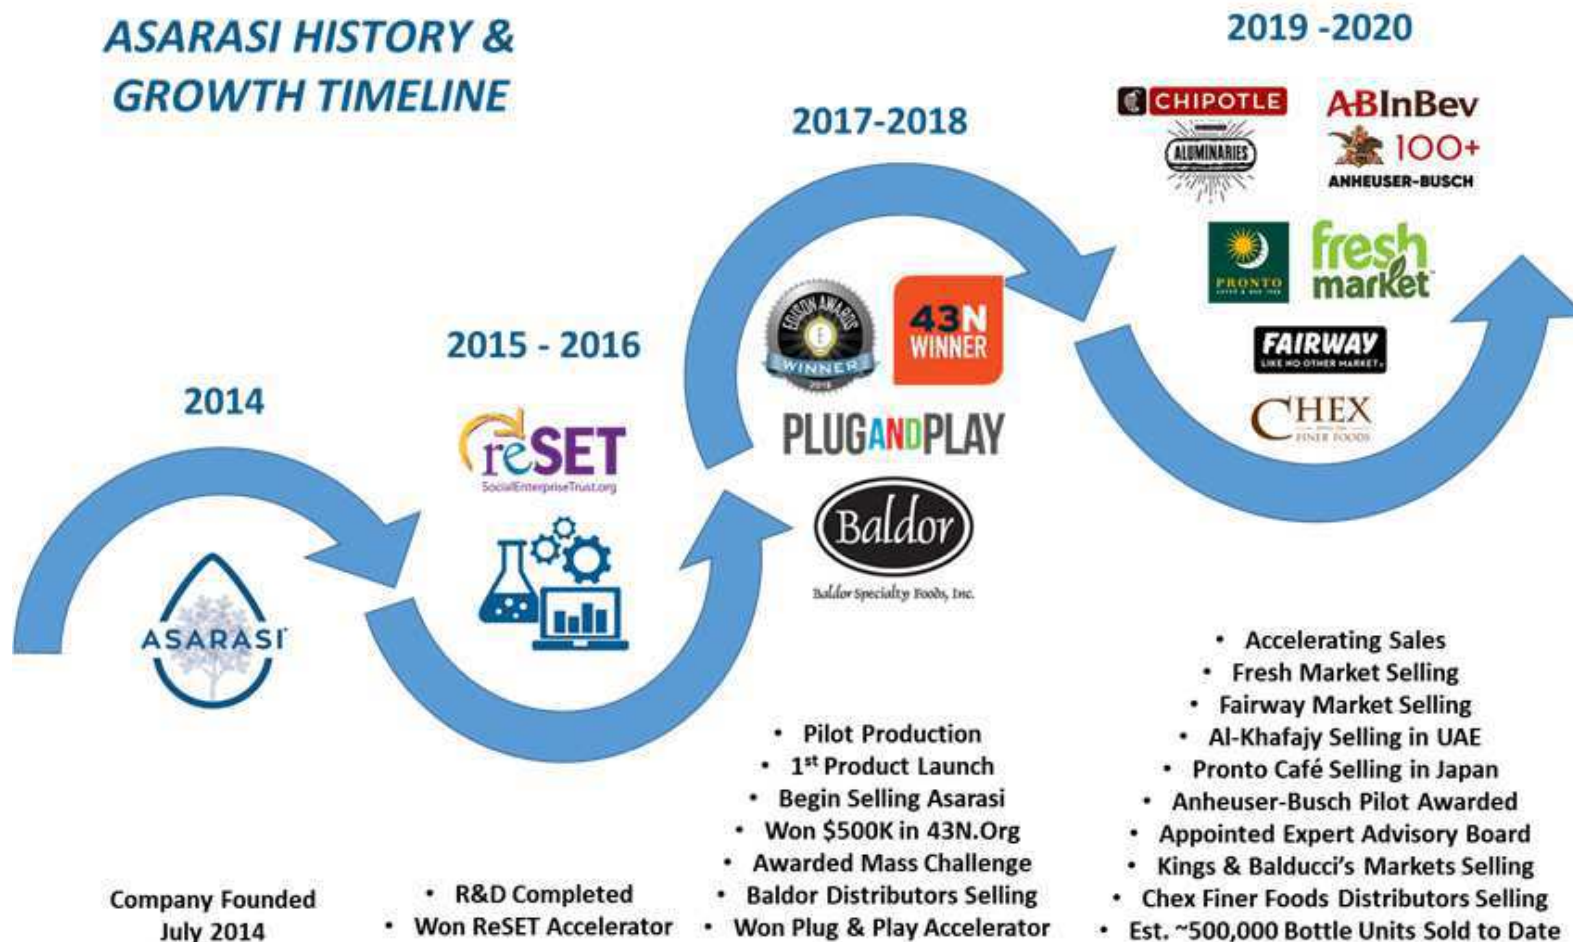 ASARASI HISTORY &
GROWTH TIMELINE
2014
ASARASI
Company Founded
July 2014
2015 - 2016
reSET
SocialEnterpriseTrust.org
• R&D Completed
• Won ReSET Accelerator
2017-2018
EDISON AWARDS
WINNER
2018
43N
WINNER
PLUGANDPLAY
Baldor
Baldor Specialty Foods, Inc.
• Pilot Production
• 1st Product Launch
• Begin Selling Asarasi
• Won $500K in 43N.Org
• Awarded Mass Challenge
• Baldor Distributors Selling
• Won Plug & Play Accelerator
2019 -2020
CHIPOTLE
ALUMINARIES
ABInBev
100+
ANHEUSER-BUSCH
PRONTO
fresh
market
FAIRWAY
LIKE NO OTHER MARKET
CHEX
FINER FOODS
• Accelerating Sales
• Fresh Market Selling
• Fairway Market Selling
• Al-Khafajy Selling in UAE
• Pronto Café Selling in Japan
• Anheuser-Busch Pilot Awarded
• Appointed Expert Advisory Board
• Kings & Balducci's Markets Selling
• Chex Finer Foods Distributors Selling
• Est. ~500,000 Bottle Units Sold to Date